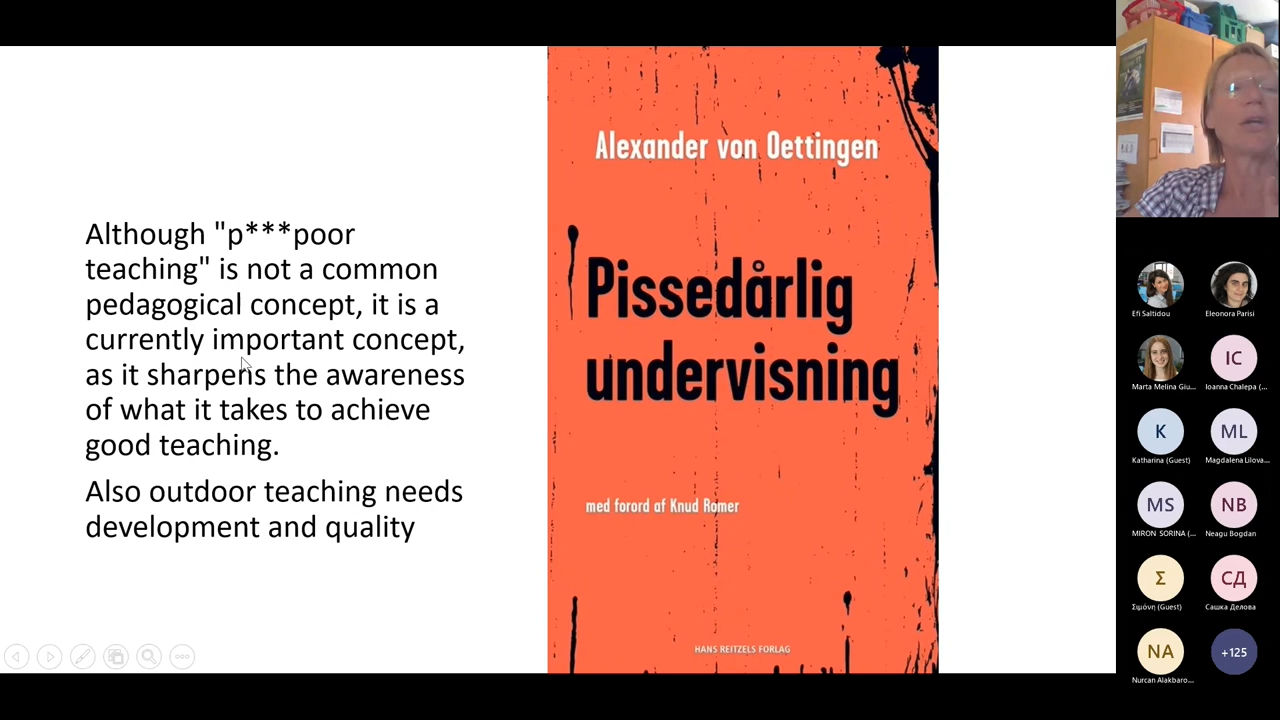 Although "p***poor
teaching" is not a common
pedagogical concept, it is a
currently important concept,
as it sharpens the awareness
of what it takes to achieve
good teaching.
Also outdoor teaching needs
development and quality
Alexander von Oettingen
Pissedårlig
undervisning
med forord af Knud Romer
HANS REITZELS FORLAG
Efi Saltidou
Eleonora Parisi
Marta Melina Giu...
IC
Ioanna Chalepa (...
K
Katharina (Guest)
ML
Magdalena Lilova...
MS
MIRON SORINA (...
NB
Neagu Bogdan
Σ
Σιμόνη (Guest)
СД
Сашка Делова
NA
Nurcan Alakbaro...
+125